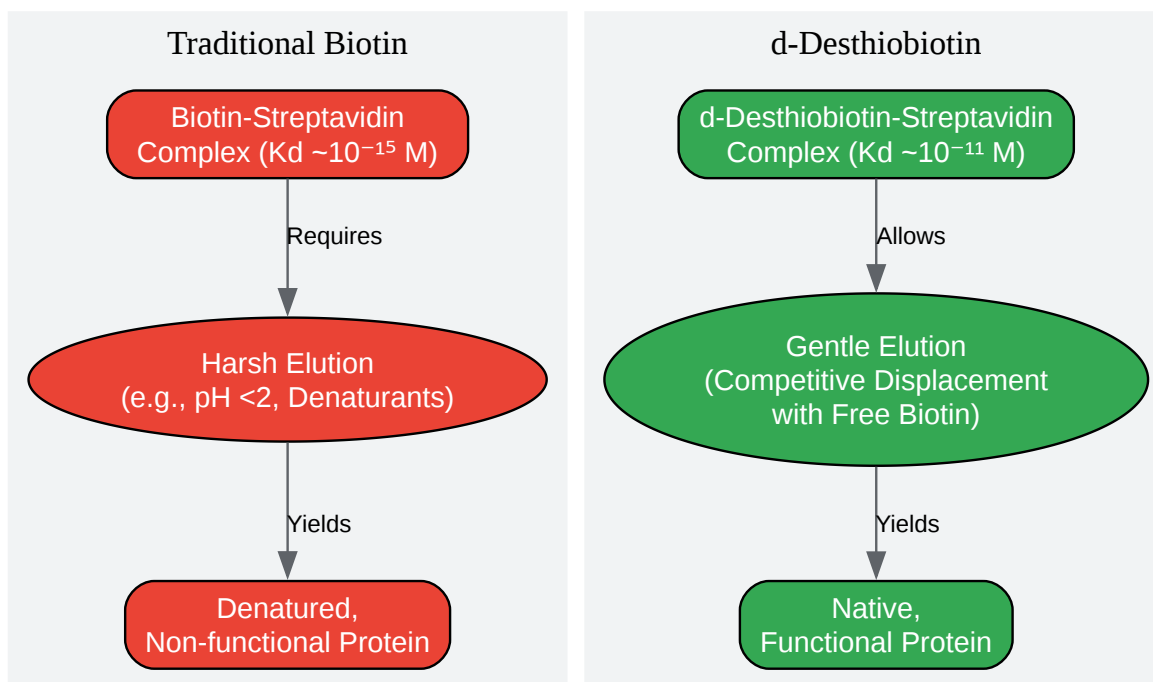 Traditional Biotin
Biotin-Streptavidin
Complex (Kd ~10⁻¹⁵ M)
Requires
Harsh Elution
(e.g., pH <2, Denaturants)
Yields
Denatured,
Non-functional Protein
d-Desthiobiotin
d-Desthiobiotin-Streptavidin
Complex (Kd ~10⁻¹¹ M)
Allows
Gentle Elution
(Competitive Displacement
with Free Biotin)
Yields
Native,
Functional Protein